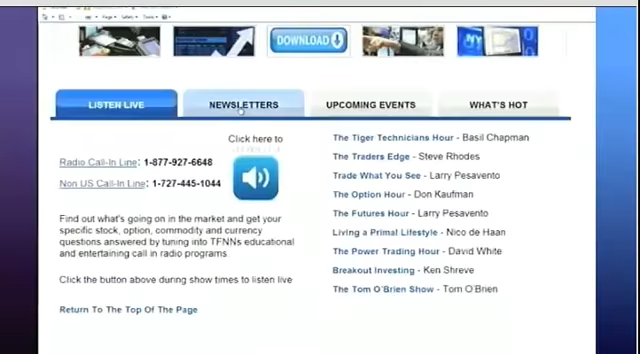 Page
Safety
Tools
DOWNLOAD
LISTEN LIVE
NEWSLETTERS
UPCOMING EVENTS
WHAT'S HOT
Click here to
Radio Call-In Line: 1-877-927-6648
Non US Call-In Line: 1-727-445-1044
Find out what's going on in the market and get your
specific stock, option, commodity and currency
questions answered by tuning into TFNNs educational
and entertaining call in radio programs
Click the button above during show times to listen live
Return To The Top Of The Page
The Tiger Technicians Hour - Basil Chapman
The Traders Edge - Steve Rhodes
Trade What You See - Larry Pesavento
The Option Hour - Don Kaufman
The Futures Hour - Larry Pesavento
Living a Primal Lifestyle - Nico de Haan
The Power Trading Hour - David White
Breakout Investing - Ken Shreve
The Tom O'Brien Show - Tom O'Brien